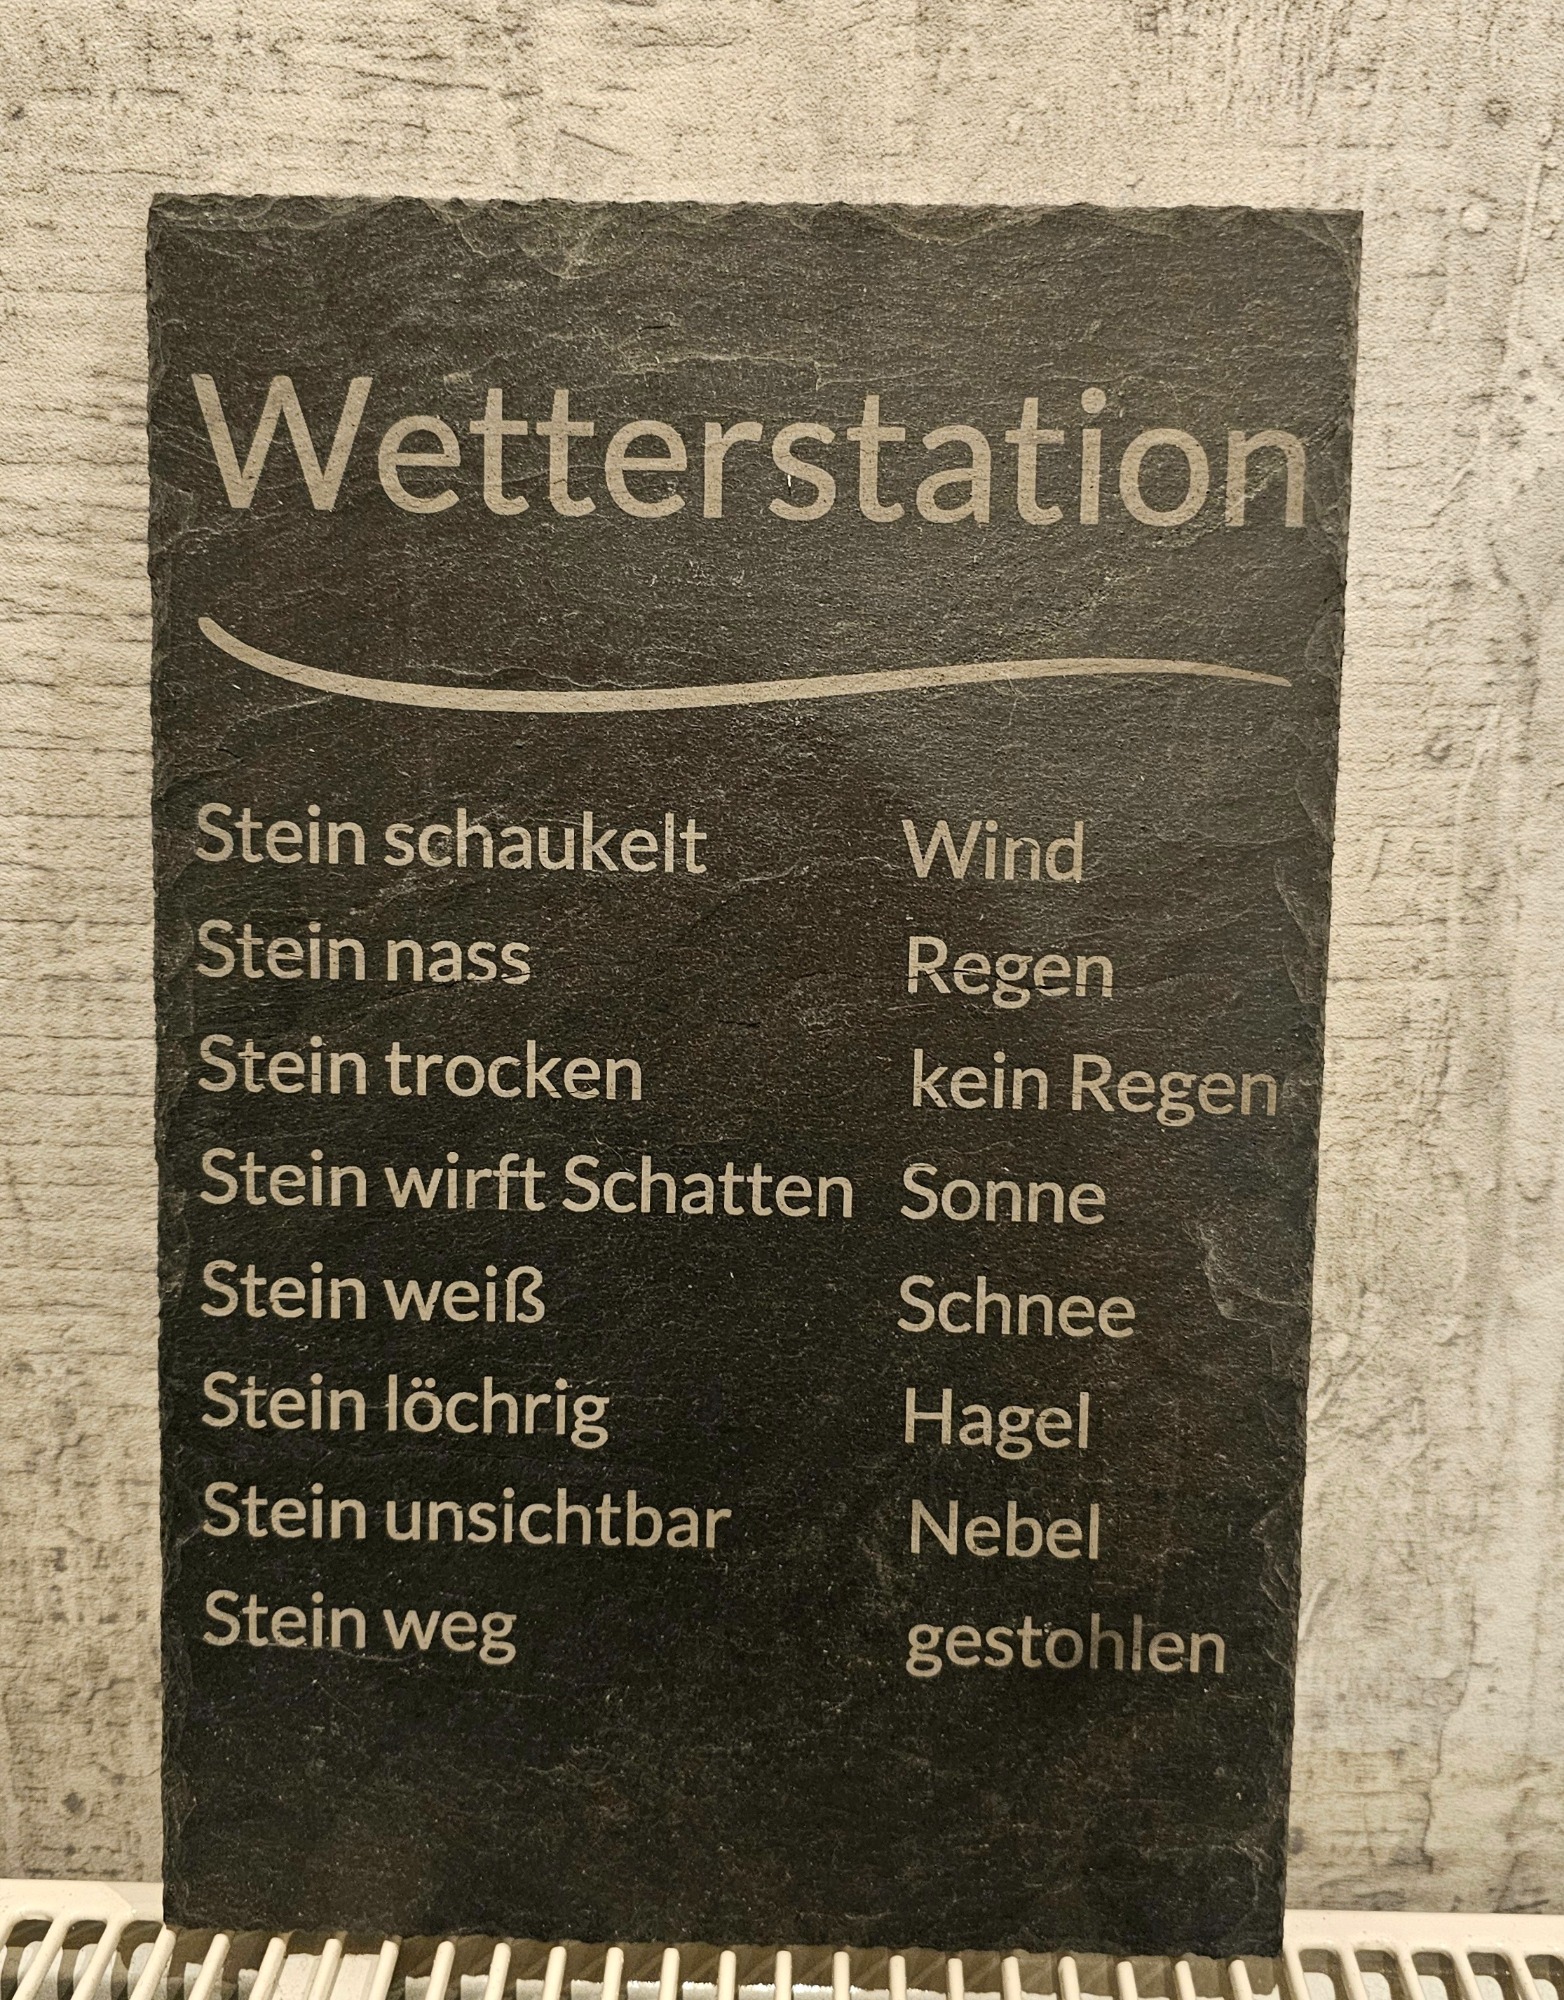 Wetterstation
Stein schaukelt Wind
Stein nass Regen
Stein trocken kein Regen
Stein wirft Schatten Sonne
Stein weiß Schnee
Stein löchrig Hagel
Stein unsichtbar Nebel
Stein weg gestohlen